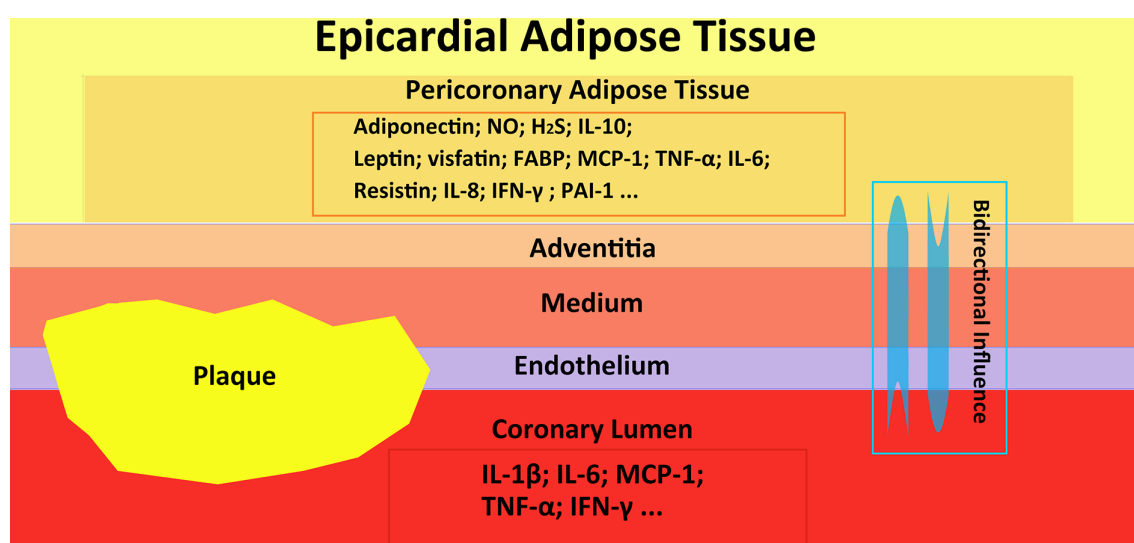 Epicardial Adipose Tissue
Pericoronary Adipose Tissue
Adiponectin; NO; H₂S; IL-10;
Leptin; visfatin; FABP; MCP-1; TNF-α; IL-6;
Resistin; IL-8; IFN-γ ; PAI-1 ...
Bidirectional Influence
Adventitia
Medium
Endothelium
Plaque
Coronary Lumen
IL-1β; IL-6; MCP-1;
TNF-α; IFN-γ ...